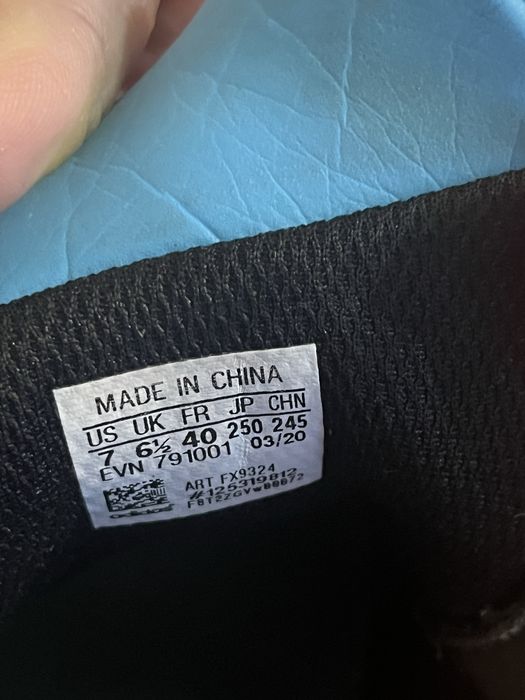 MADE IN CHINA
US UK FR JP CHN
7 6½ 40 250 245
EVN 791001 03/20
ART FX9324
#125319812